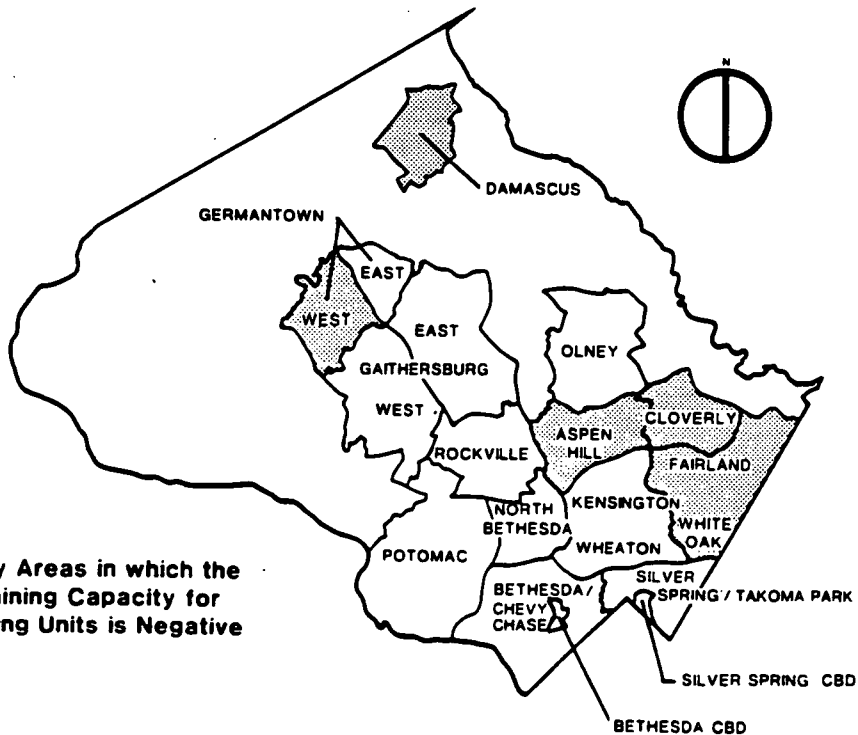 N
DAMASCUS
GERMANTOWN
EAST
WEST
EAST
OLNEY
GAITHERSBURG
WEST
CLOVERLY
ASPEN
HILL
ROCKVILLE
FAIRLAND
KENSINGTON
NORTH
BETHESDA
WHITE
OAK
POTOMAC
WHEATON
y Areas in which the
ining Capacity for
ng Units is Negative
BETHESDA/
CHEVY
CHASE
SILVER
SPRING / TAKOMA PARK
SILVER SPRING CBD
BETHESDA CBD